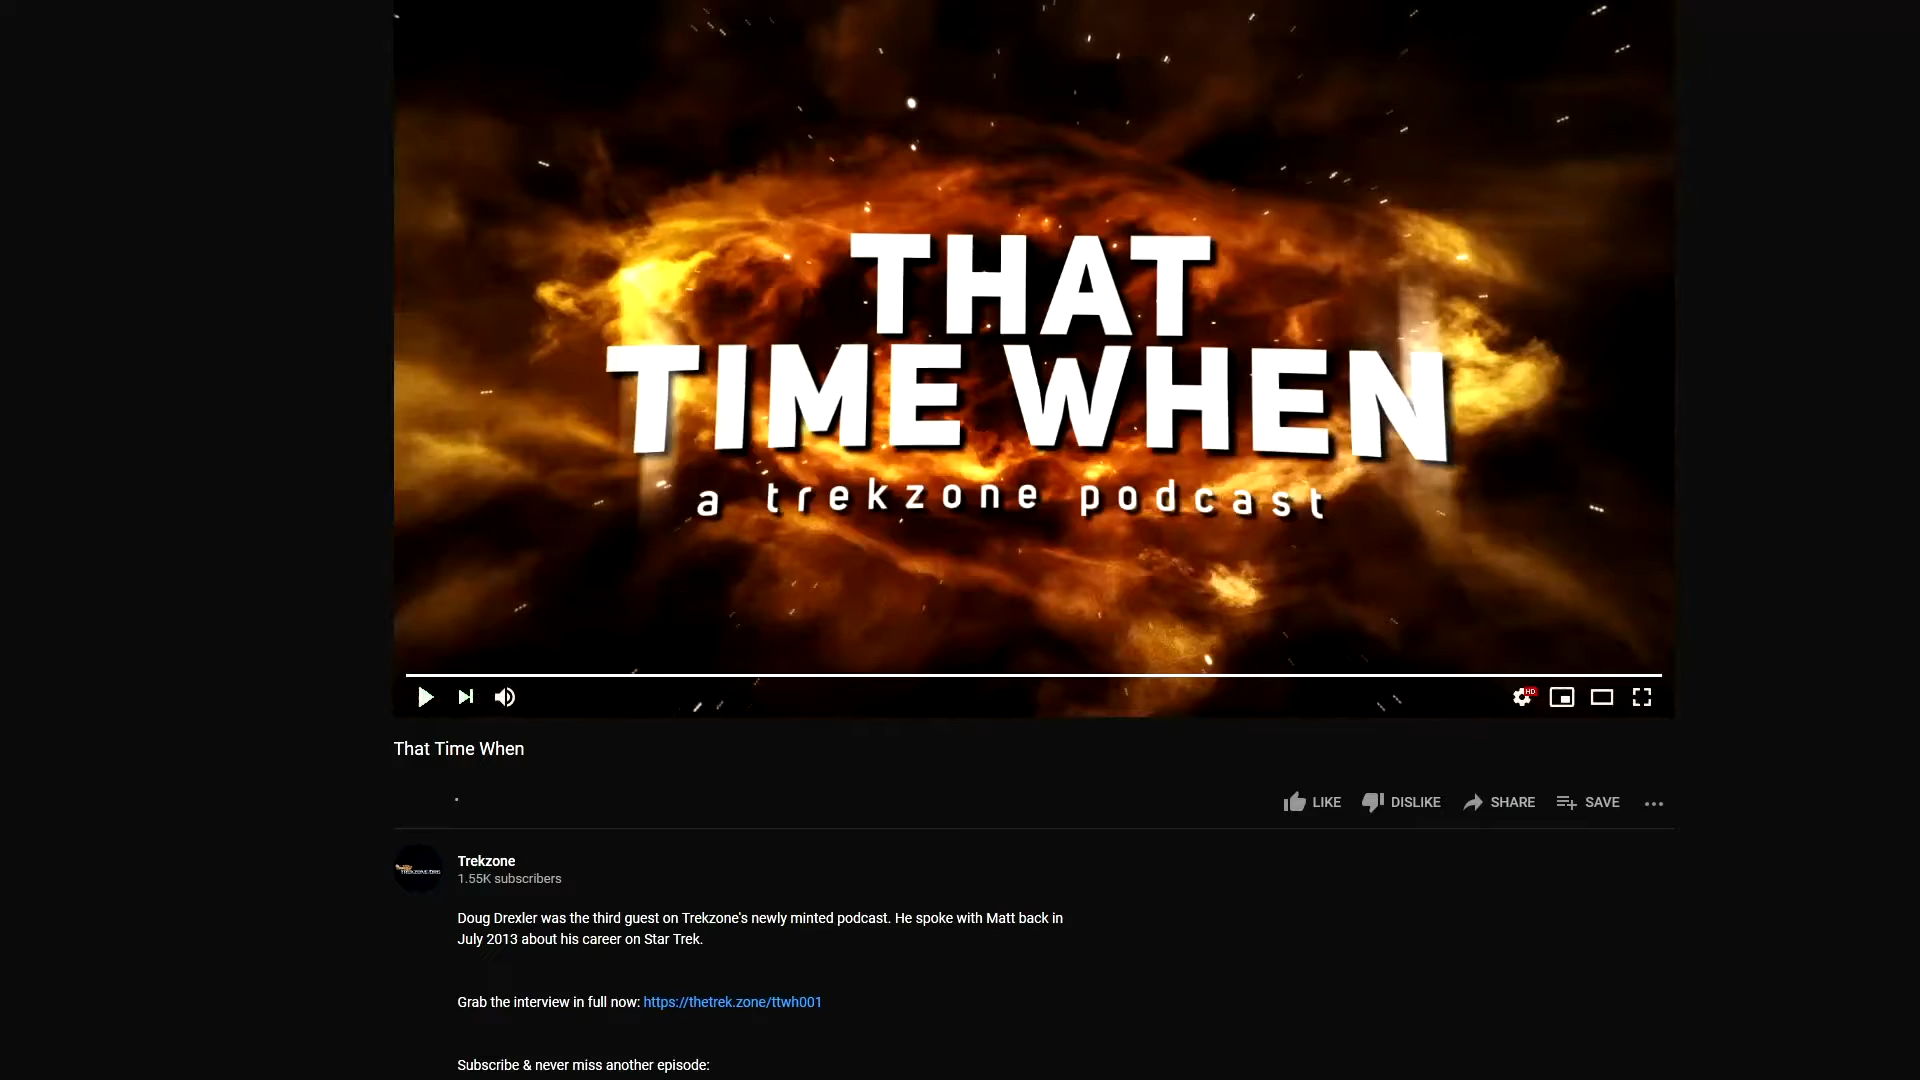 THAT
TIME WHEN
a trekzone podcast
HD
That Time When
LIKE DISLIKE SHARE SAVE
Trekzone
1.55K subscribers
Doug Drexler was the third guest on Trekzone's newly minted podcast. He spoke with Matt back in
July 2013 about his career on Star Trek.
Grab the interview in full now: https://thetrek.zone/ttwh001
Subscribe & never miss another episode: